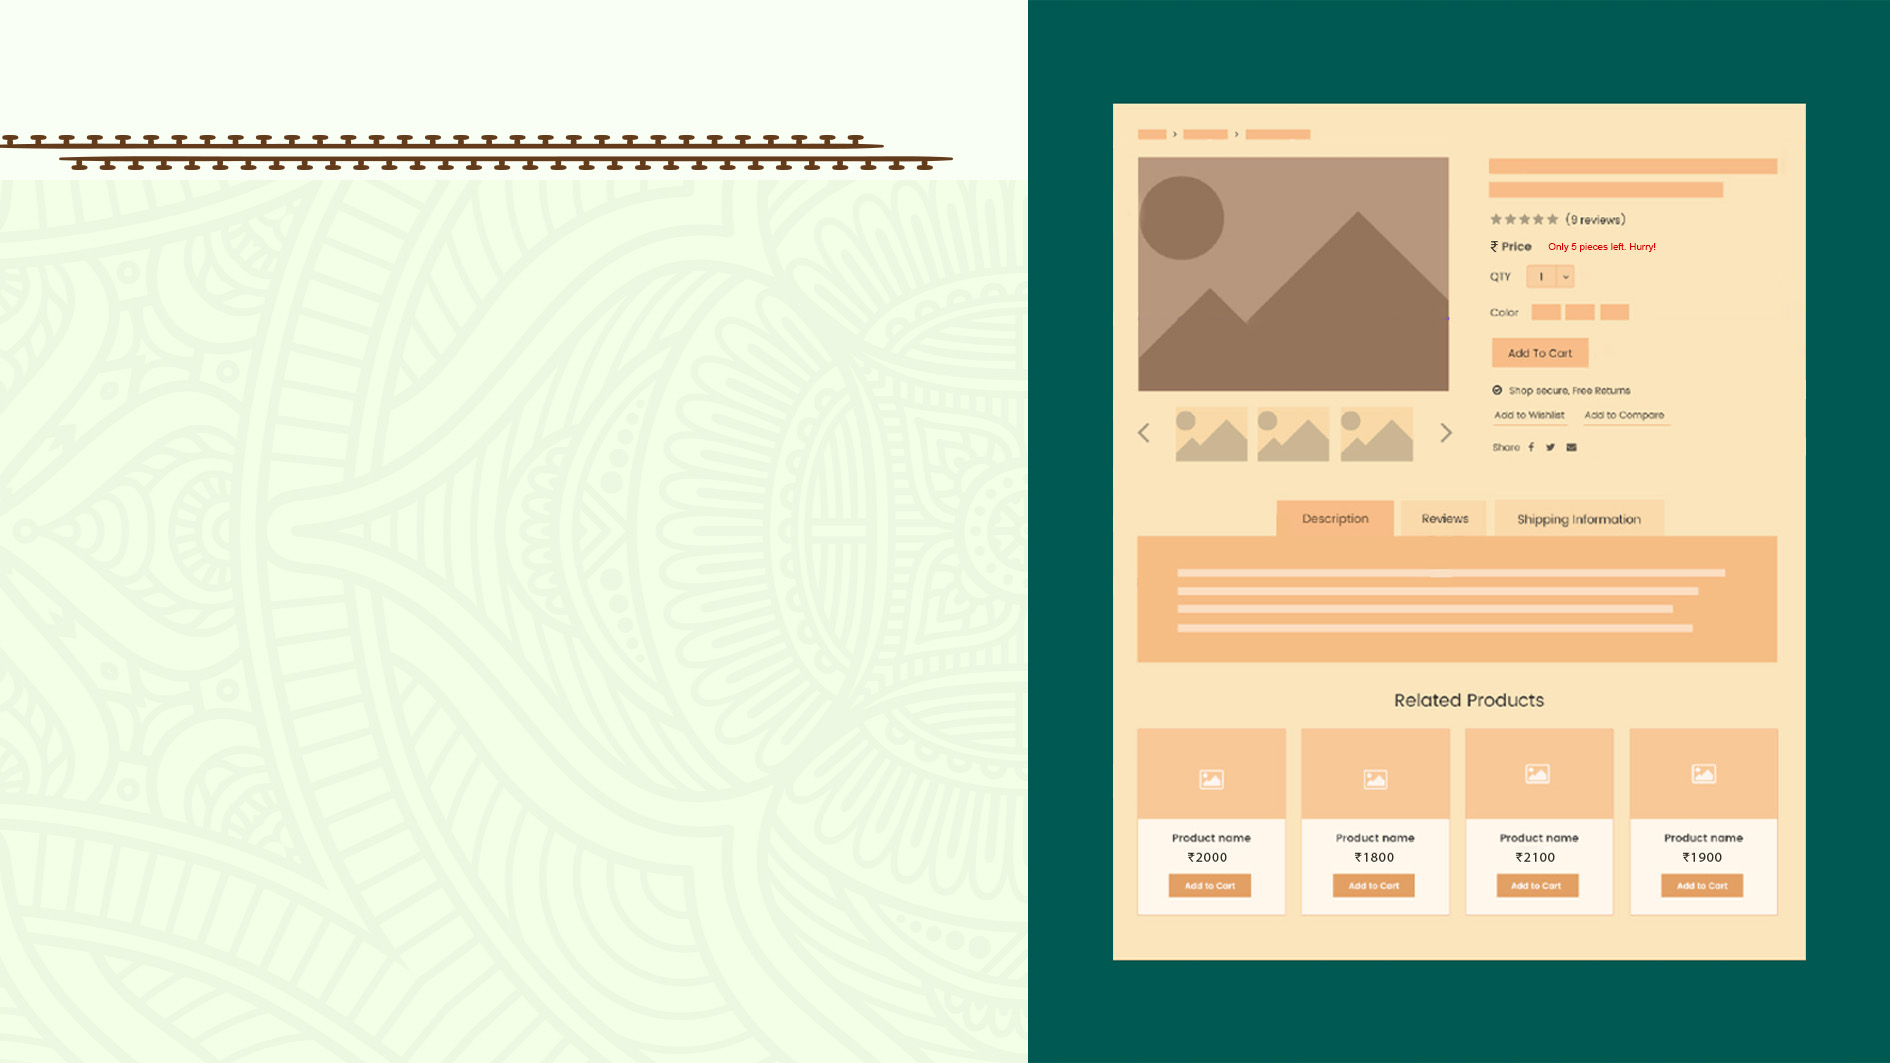 (9 reviews)
₹ Price Only 5 pieces left. Hurry!
QTY 1
Color
Add To Cart
Shop secure, Free Returns
Add to Wishlist Add to Compare
Share
Description Reviews Shipping Information
Related Products
Product name Product name Product name Product name
₹2000 ₹1800 ₹2100 ₹1900
Add to Cart Add to Cart Add to Cart Add to Cart